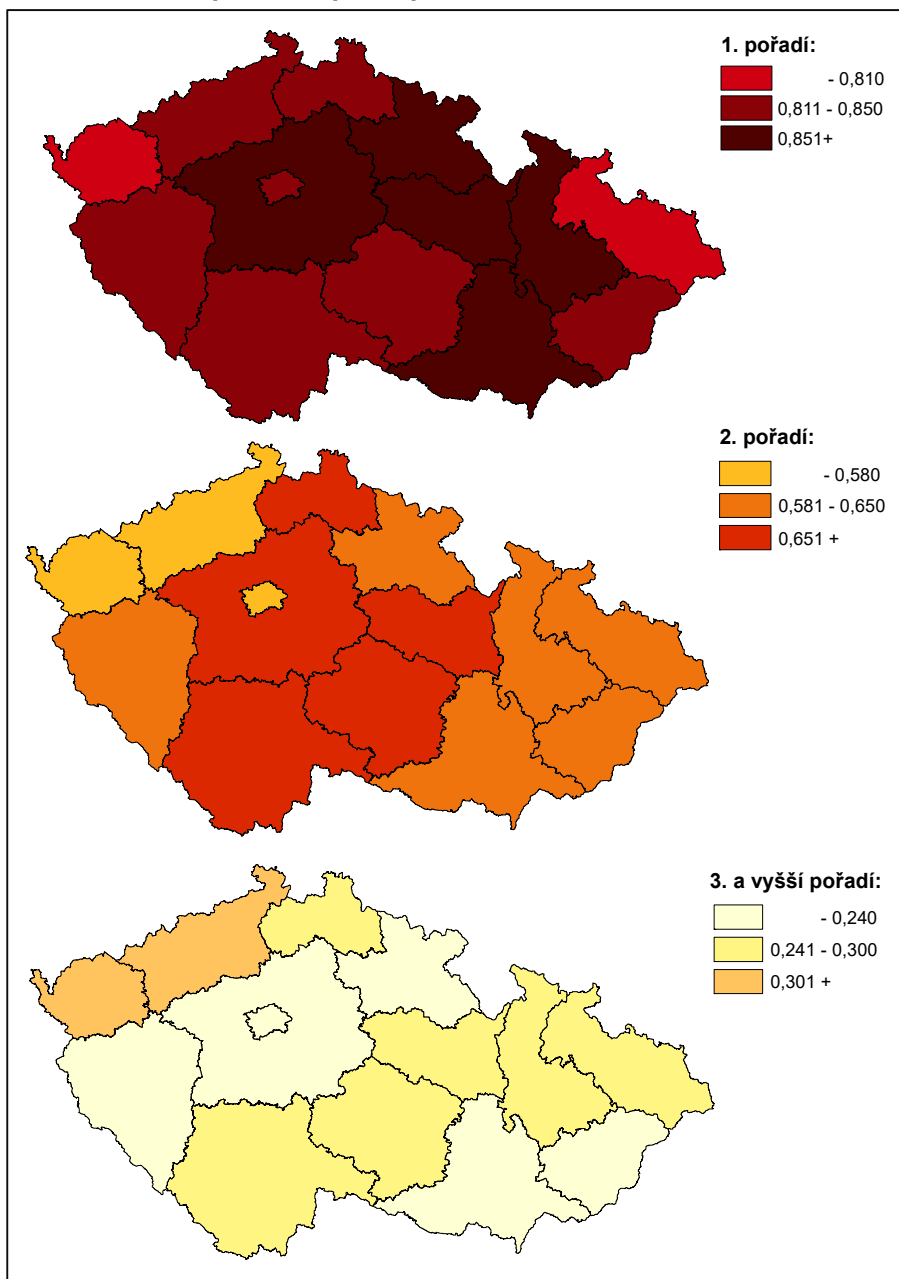 1. pořadí:
- 0,810
0,811 - 0,850
0,851+
2. pořadí:
- 0,580
0,581 - 0,650
0,651 +
3. a vyšší pořadí:
- 0,240
0,241 - 0,300
0,301 +